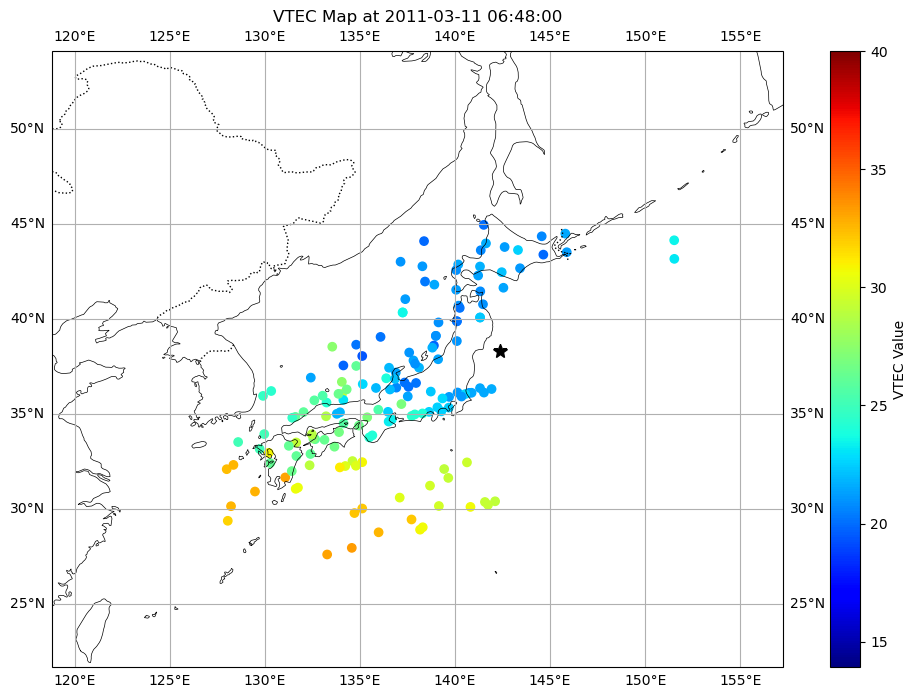 VTEC Map at 2011-03-11 06:48:00
120°E 125°E 130°E 135°E 140°E 145°E 150°E 155°E
40
50°N 50°N
35
45°N 45°N
30
40°N 40°N
VTEC Value
25
35°N 35°N
20
30°N 30°N
25°N 25°N
15
120°E 125°E 130°E 135°E 140°E 145°E 150°E 155°E